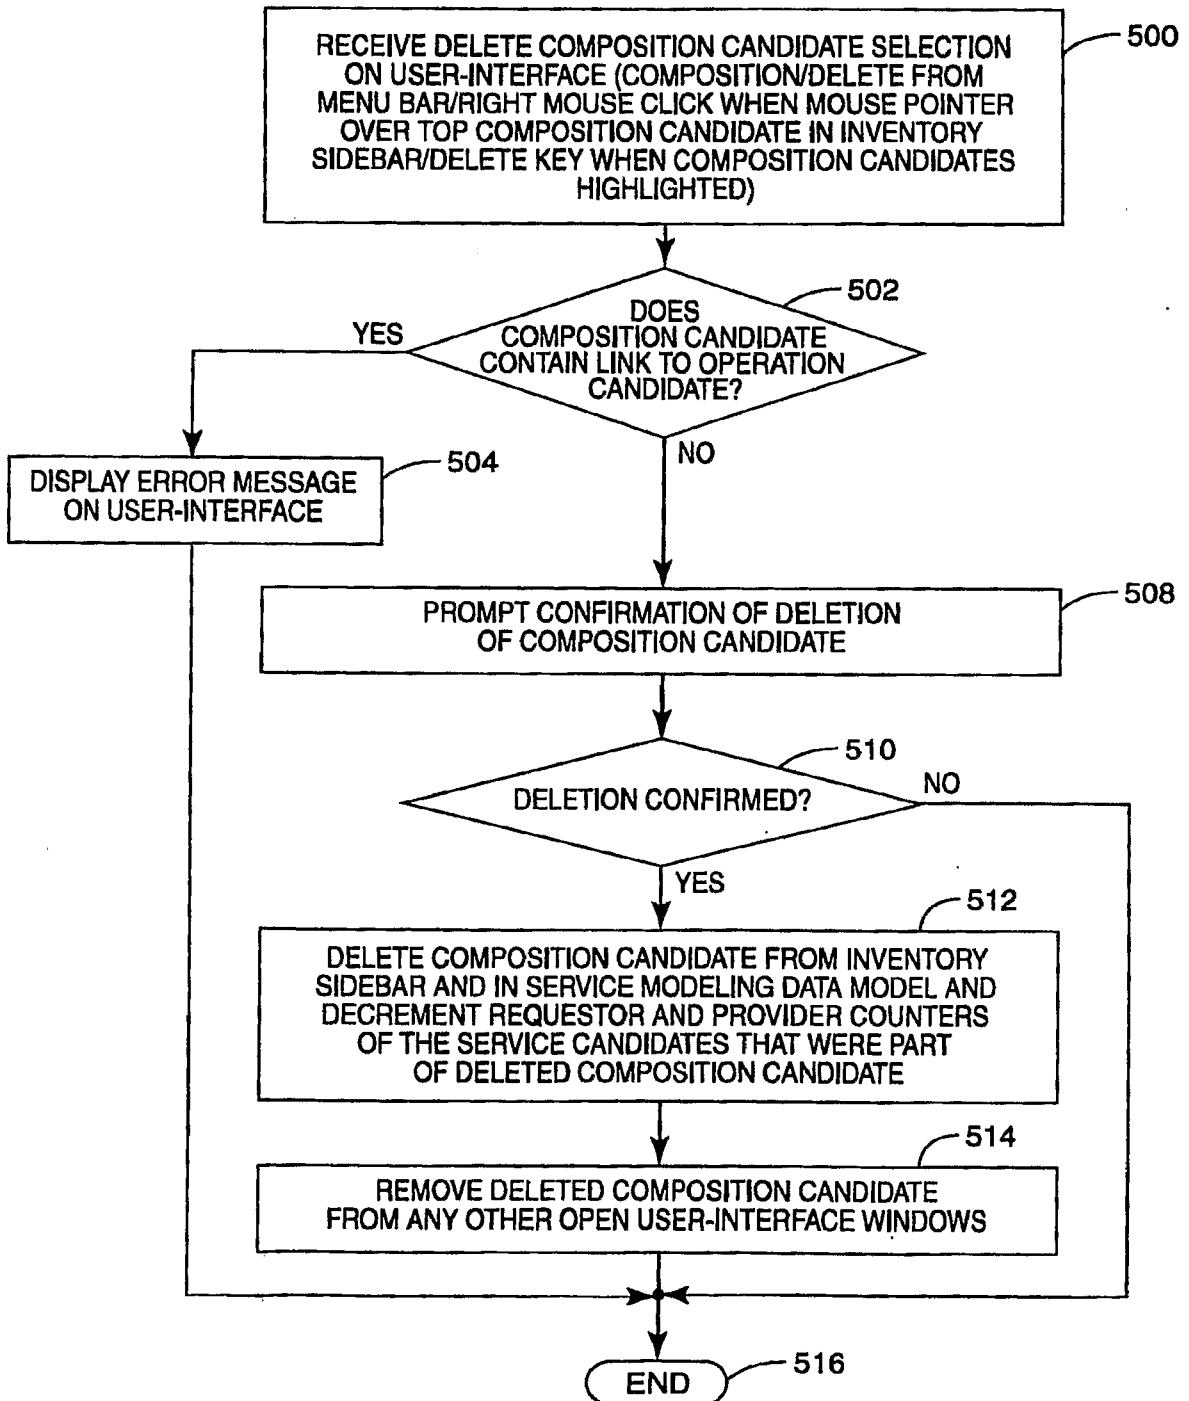 RECEIVE DELETE COMPOSITION CANDIDATE SELECTION
ON USER-INTERFACE (COMPOSITION/DELETE FROM
MENU BAR/RIGHT MOUSE CLICK WHEN MOUSE POINTER
OVER TOP COMPOSITION CANDIDATE IN INVENTORY
SIDEBAR/DELETE KEY WHEN COMPOSITION CANDIDATES
HIGHLIGHTED)
500
DOES
COMPOSITION CANDIDATE
CONTAIN LINK TO OPERATION
CANDIDATE?
502
YES
NO
DISPLAY ERROR MESSAGE
ON USER-INTERFACE
504
PROMPT CONFIRMATION OF DELETION
OF COMPOSITION CANDIDATE
508
DELETION CONFIRMED?
510
NO
YES
512
DELETE COMPOSITION CANDIDATE FROM INVENTORY
SIDEBAR AND IN SERVICE MODELING DATA MODEL AND
DECREMENT REQUESTOR AND PROVIDER COUNTERS
OF THE SERVICE CANDIDATES THAT WERE PART
OF DELETED COMPOSITION CANDIDATE
514
REMOVE DELETED COMPOSITION CANDIDATE
FROM ANY OTHER OPEN USER-INTERFACE WINDOWS
END
516